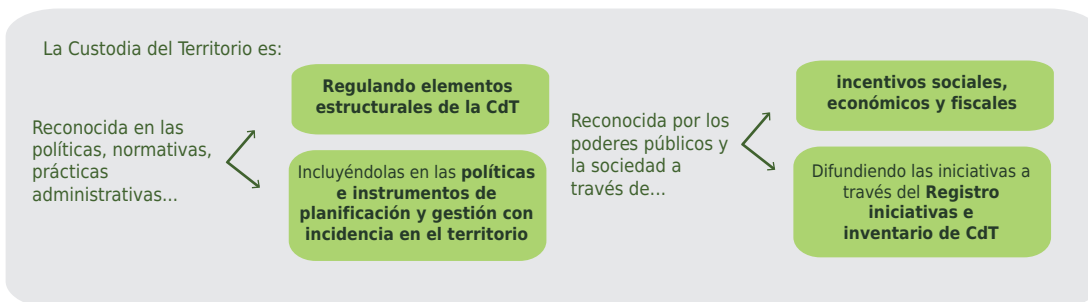 La Custodia del Territorio es:
Reconocida en las
políticas, normativas,
prácticas
administrativas...
Regulando elementos
estructurales de la CdT
Incluyéndolas en las políticas
e instrumentos de
planificación y gestión con
incidencia en el territorio
Reconocida por los
poderes públicos y
la sociedad a
través de...
incentivos sociales,
económicos y fiscales
Difundiendo las iniciativas a
través del Registro
iniciativas e
inventario de CdT